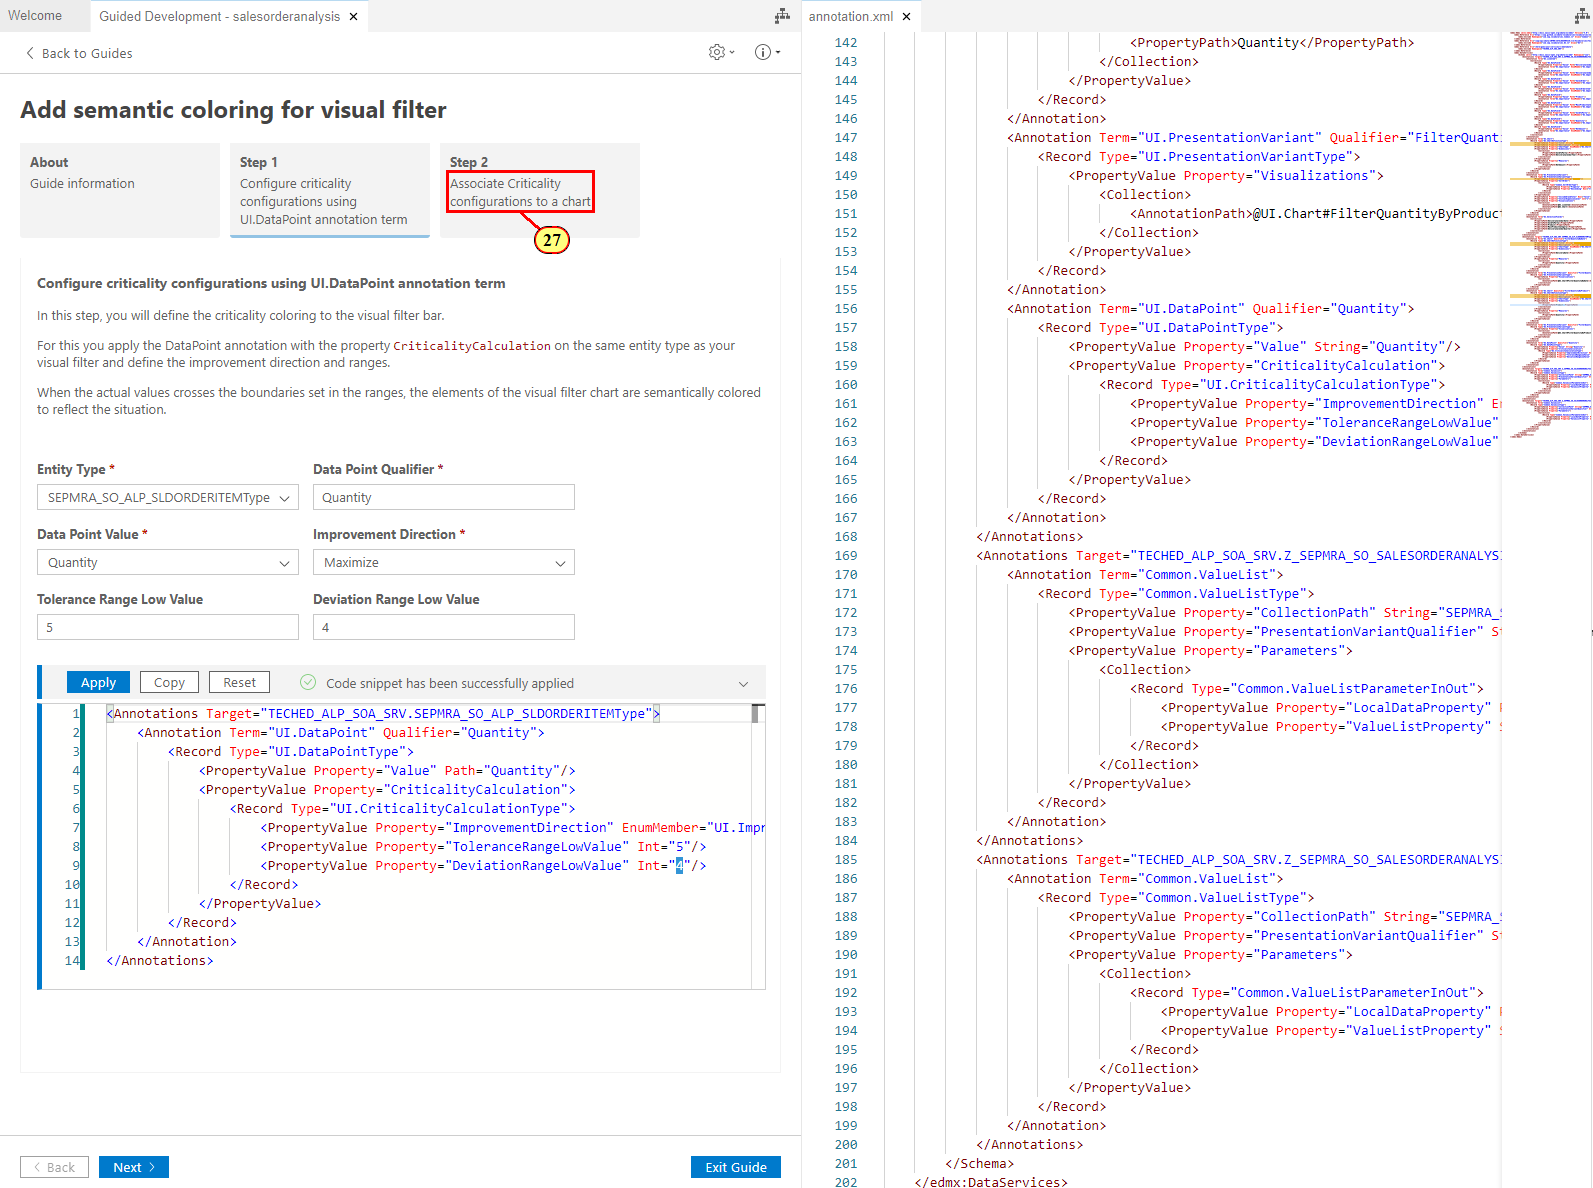 Welcome
Guided Development - salesorderanalysis ×
Back to Guides
Add semantic coloring for visual filter
About
Guide information
Step 1
Configure criticality
configurations using
UI.DataPoint annotation term
Step 2
Associate Criticality
configurations to a chart
27
Configure criticality configurations using UI.DataPoint annotation term
In this step, you will define the criticality coloring to the visual filter bar.
For this you apply the DataPoint annotation with the property CriticalityCalculation on the same entity type as your
visual filter and define the improvement direction and ranges.
When the actual values crosses the boundaries set in the ranges, the elements of the visual filter chart are semantically colored
to reflect the situation.
Entity Type *
Data Point Qualifier *
SEPMRA_SO_ALP_SLDORDERITEMType
Quantity
Data Point Value *
Improvement Direction *
Quantity
Maximize
Tolerance Range Low Value
Deviation Range Low Value
5
4
Apply
Copy
Reset
Code snippet has been successfully applied
1 <Annotations Target="TECHED_ALP_SOA_SRV.SEPMRA_SO_ALP_SLDORDERITEMType">
2 <Annotation Term="UI.DataPoint" Qualifier="Quantity">
3 <Record Type="UI.DataPointType">
4 <PropertyValue Property="Value" Path="Quantity"/>
5 <PropertyValue Property="CriticalityCalculation">
6 <Record Type="UI.CriticalityCalculationType">
7 <PropertyValue Property="ImprovementDirection" EnumMember="UI.Impr
8 <PropertyValue Property="ToleranceRangeLowValue" Int="5"/>
9 <PropertyValue Property="DeviationRangeLowValue" Int="4"/>
10 </Record>
11 </PropertyValue>
12 </Record>
13 </Annotation>
14 </Annotations>
< Back
Next >
Exit Guide
annotation.xml ×
142 <PropertyPath>Quantity</PropertyPath>
143 </Collection>
144 </PropertyValue>
145 </Record>
146 </Annotation>
147 <Annotation Term="UI.PresentationVariant" Qualifier="FilterQuanti
148 <Record Type="UI.PresentationVariantType">
149 <PropertyValue Property="Visualizations">
150 <Collection>
151 <AnnotationPath>@UI.Chart#FilterQuantityByProduct
152 </Collection>
153 </PropertyValue>
154 </Record>
155 </Annotation>
156 <Annotation Term="UI.DataPoint" Qualifier="Quantity">
157 <Record Type="UI.DataPointType">
158 <PropertyValue Property="Value" String="Quantity"/>
159 <PropertyValue Property="CriticalityCalculation">
160 <Record Type="UI.CriticalityCalculationType">
161 <PropertyValue Property="ImprovementDirection" En
162 <PropertyValue Property="ToleranceRangeLowValue"
163 <PropertyValue Property="DeviationRangeLowValue"
164 </Record>
165 </PropertyValue>
166 </Record>
167 </Annotation>
168 </Annotations>
169 <Annotations Target="TECHED_ALP_SOA_SRV.Z_SEPMRA_SO_SALESORDERANALYSI
170 <Annotation Term="Common.ValueList">
171 <Record Type="Common.ValueListType">
172 <PropertyValue Property="CollectionPath" String="SEPMRA_S
173 <PropertyValue Property="PresentationVariantQualifier" St
174 <PropertyValue Property="Parameters">
175 <Collection>
176 <Record Type="Common.ValueListParameterInOut">
177 <PropertyValue Property="LocalDataProperty" P
178 <PropertyValue Property="ValueListProperty" S
179 </Record>
180 </Collection>
181 </PropertyValue>
182 </Record>
183 </Annotation>
184 </Annotations>
185 <Annotations Target="TECHED_ALP_SOA_SRV.Z_SEPMRA_SO_SALESORDERANALYSI
186 <Annotation Term="Common.ValueList">
187 <Record Type="Common.ValueListType">
188 <PropertyValue Property="CollectionPath" String="SEPMRA_S
189 <PropertyValue Property="PresentationVariantQualifier" St
190 <PropertyValue Property="Parameters">
191 <Collection>
192 <Record Type="Common.ValueListParameterInOut">
193 <PropertyValue Property="LocalDataProperty" P
194 <PropertyValue Property="ValueListProperty" S
195 </Record>
196 </Collection>
197 </PropertyValue>
198 </Record>
199 </Annotation>
200 </Annotations>
201 </Schema>
202 </edmx:DataServices>